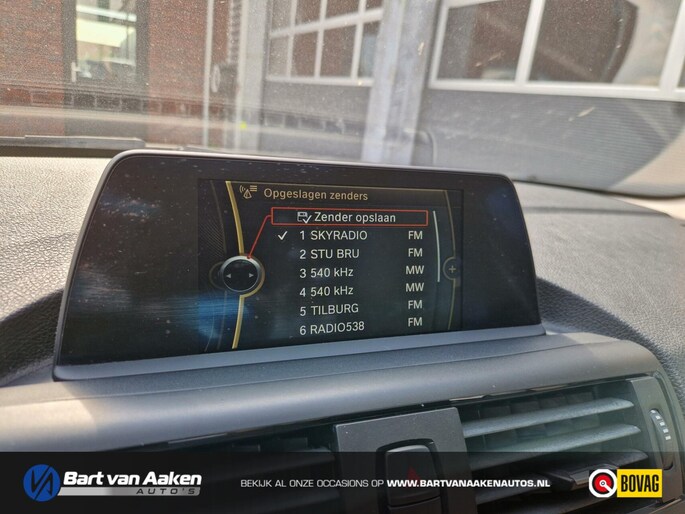 Opgeslagen zenders
Zender opslaan
1 SKYRADIO FM
2 STU BRU FM
3 540 kHz MW
4 540 kHz MW
5 TILBURG FM
6 RADIO538 FM
Bart van Aaken
AUTO'S
BEKIJK AL ONZE OCCASIONS OP WWW.BARTVANAAKENAUTOS.NL
BOVAG